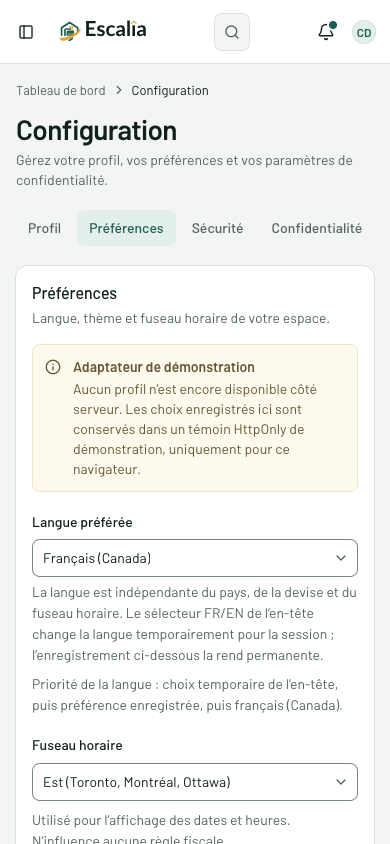 Escalia
CD
Tableau de bord
Configuration
Configuration
Gérez votre profil, vos préférences et vos paramètres de
confidentialité.
Profil
Préférences
Sécurité
Confidentialité
Préférences
Langue, thème et fuseau horaire de votre espace.
Adaptateur de démonstration
Aucun profil n'est encore disponible côté
serveur. Les choix enregistrés ici sont
conservés dans un témoin HttpOnly de
démonstration, uniquement pour ce
navigateur.
Langue préférée
Français (Canada)
La langue est indépendante du pays, de la devise et du
fuseau horaire. Le sélecteur FR/EN de l'en-tête
change la langue temporairement pour la session ;
l'enregistrement ci-dessous la rend permanente.
Priorité de la langue : choix temporaire de l'en-tête,
puis préférence enregistrée, puis français (Canada).
Fuseau horaire
Est (Toronto, Montréal, Ottawa)
Utilisé pour l'affichage des dates et heures.
N'influence aucune règle fiscale.